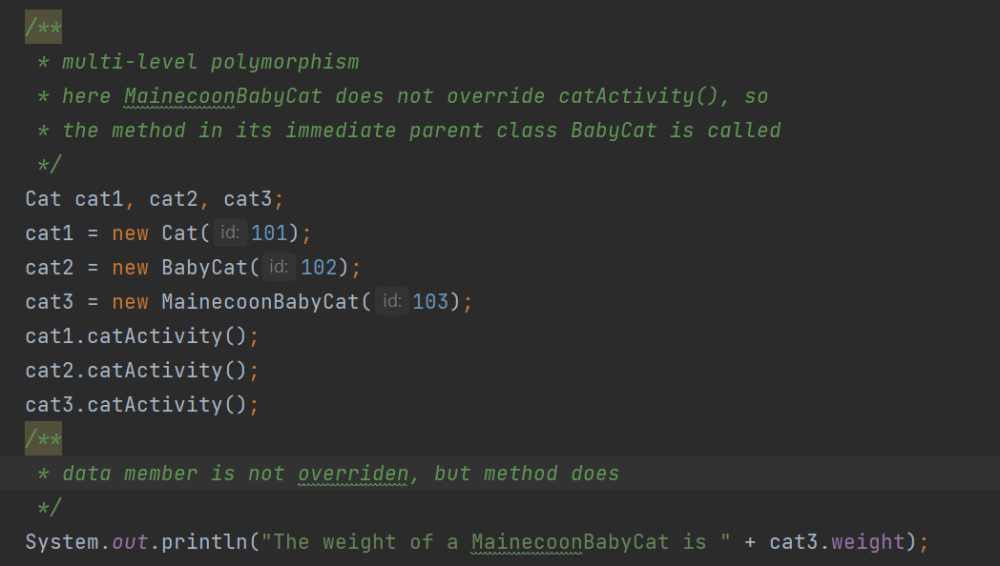 /**
 * multi-level polymorphism
 * here MainecoonBabyCat does not override catActivity(), so
 * the method in its immediate parent class BabyCat is called
 */
Cat cat1, cat2, cat3;
cat1 = new Cat( id: 101);
cat2 = new BabyCat( id: 102);
cat3 = new MainecoonBabyCat( id: 103);
cat1.catActivity();
cat2.catActivity();
cat3.catActivity();
/**
 * data member is not overriden, but method does
 */
System.out.println("The weight of a MainecoonBabyCat is " + cat3.weight);